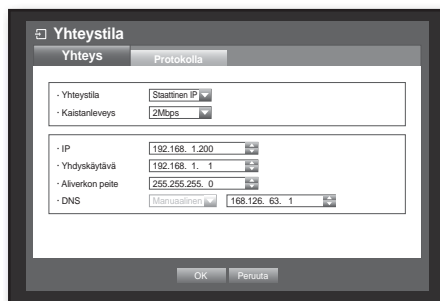 Yhteystila
Yhteys Protokolla
· Yhteystila Staattinen IP
· Kaistanleveys 2Mbps
· IP 192.168. 1.200
· Yhdyskäytävä 192.168. 1. 1
· Aliverkon peite 255.255.255. 0
· DNS Manuaalinen 168.126. 63. 1
OK Peruuta